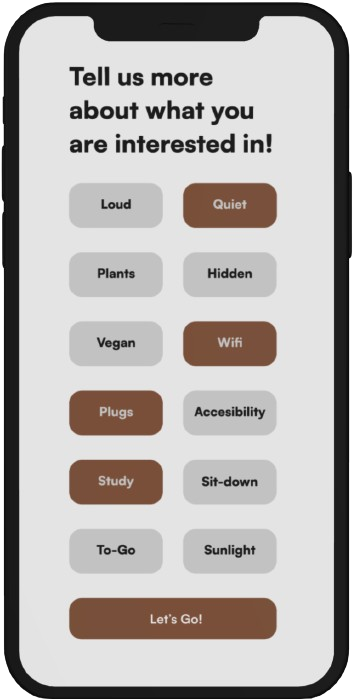 Tell us more
about what you
are interested in!
Loud Quiet
Plants Hidden
Vegan Wifi
Plugs Accesibility
Study Sit-down
To-Go Sunlight
Let's Go!